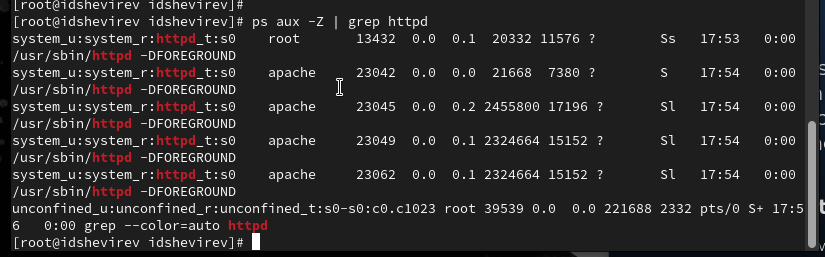 [root@idshevirev idshevirev]#
[root@idshevirev idshevirev]# ps aux -Z | grep httpd
system_u:system_r:httpd_t:s0    root       13432  0.0  0.1  20332 11576 ?        Ss   17:53   0:00
/usr/sbin/httpd -DFOREGROUND
system_u:system_r:httpd_t:s0    apache     23042  0.0  0.0  21668  7380 ?        S    17:54   0:00
/usr/sbin/httpd -DFOREGROUND
system_u:system_r:httpd_t:s0    apache     23045  0.0  0.2 2455800 17196 ?       Sl   17:54   0:00
/usr/sbin/httpd -DFOREGROUND
system_u:system_r:httpd_t:s0    apache     23049  0.0  0.1 2324664 15152 ?       Sl   17:54   0:00
/usr/sbin/httpd -DFOREGROUND
system_u:system_r:httpd_t:s0    apache     23062  0.0  0.1 2324664 15152 ?       Sl   17:54   0:00
/usr/sbin/httpd -DFOREGROUND
unconfined_u:unconfined_r:unconfined_t:s0-s0:c0.c1023 root 39539 0.0  0.0 221688 2332 pts/0 S+ 17:5
6   0:00 grep --color=auto httpd
[root@idshevirev idshevirev]#